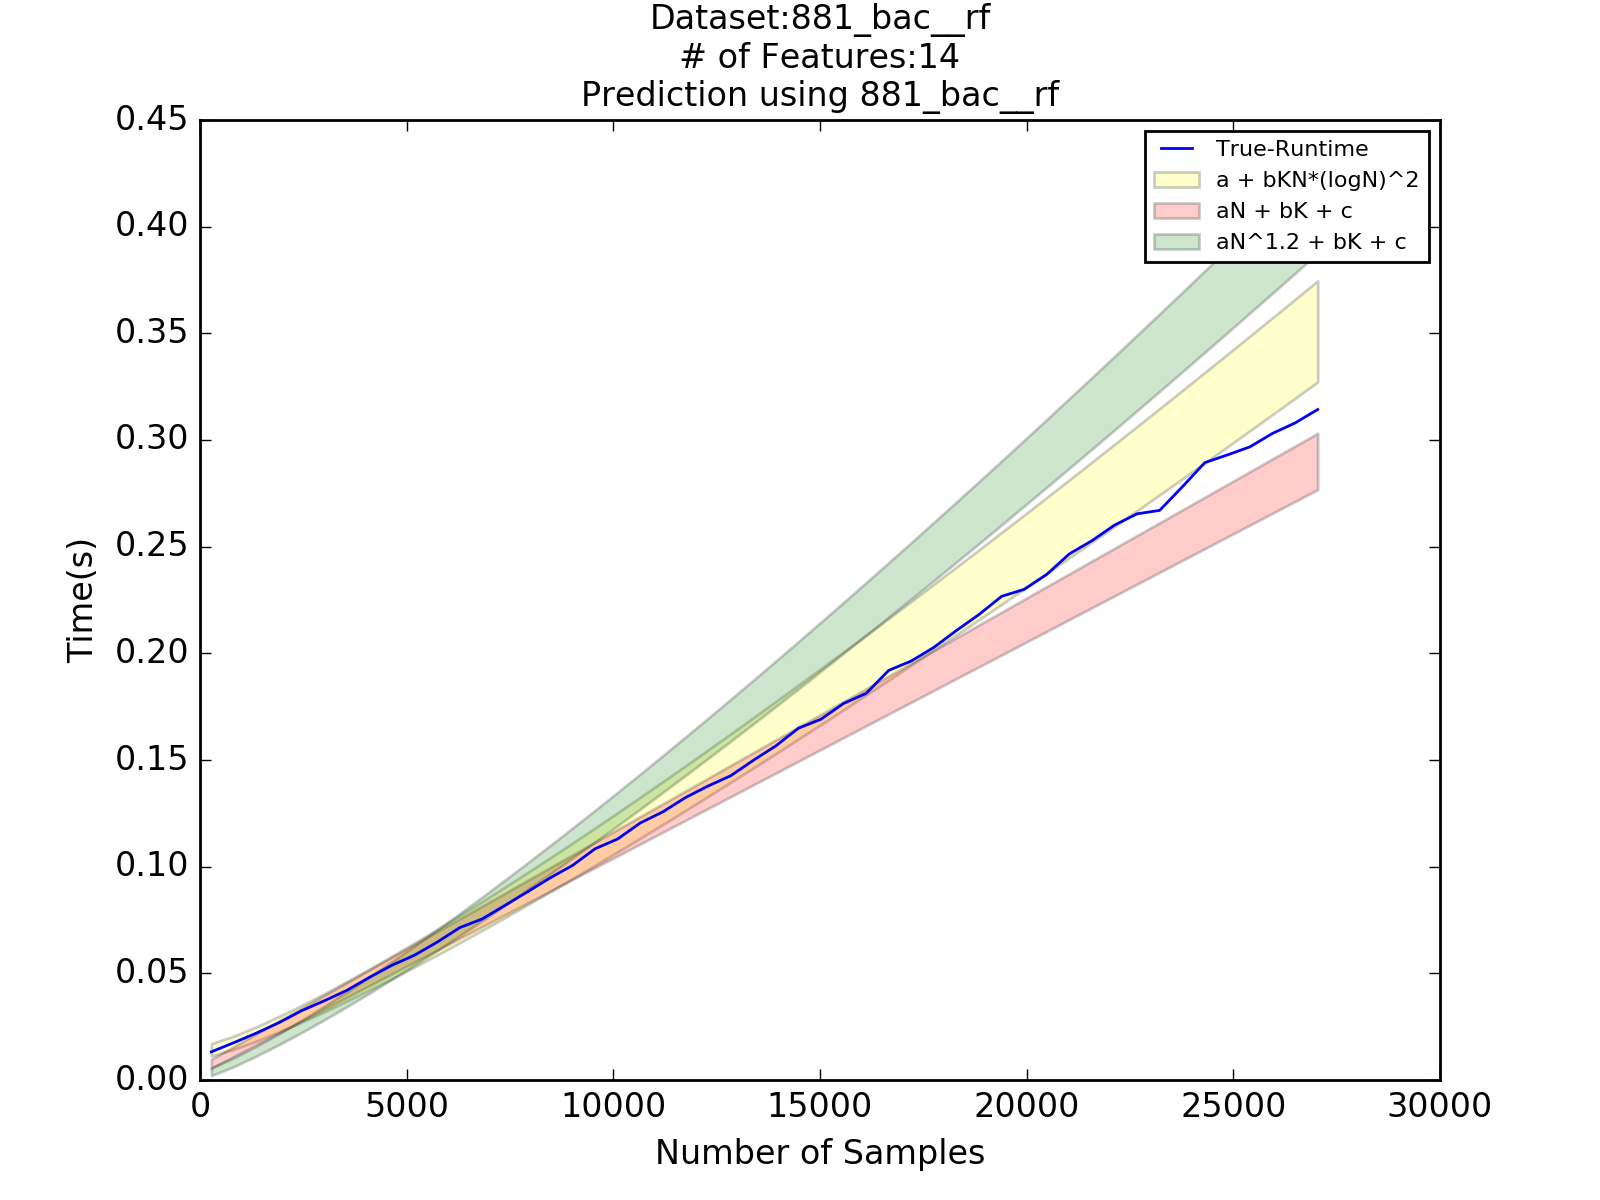 Dataset:881_bac__rf
# of Features:14
Prediction using 881_bac__rf
0.45
0.40
0.35
0.30
0.25
0.20
0.15
0.10
0.05
0.00
Time(s)
True-Runtime
a + bKN*(logN)^2
aN + bK + c
aN^1.2 + bK + c
0 5000 10000 15000 20000 25000 30000
Number of Samples